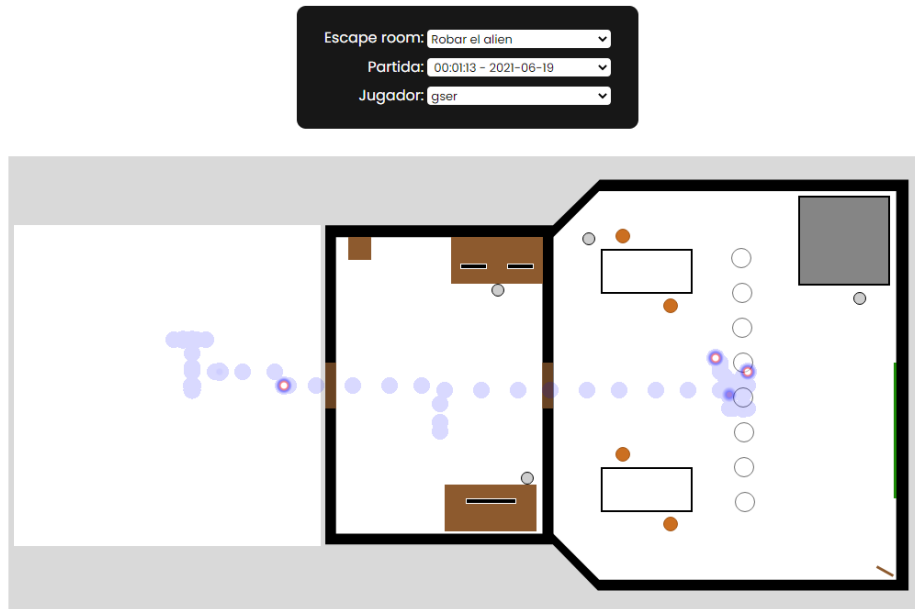 Escape room: Robar el alien
Partida: 00:01:13 - 2021-06-19
Jugador: gser